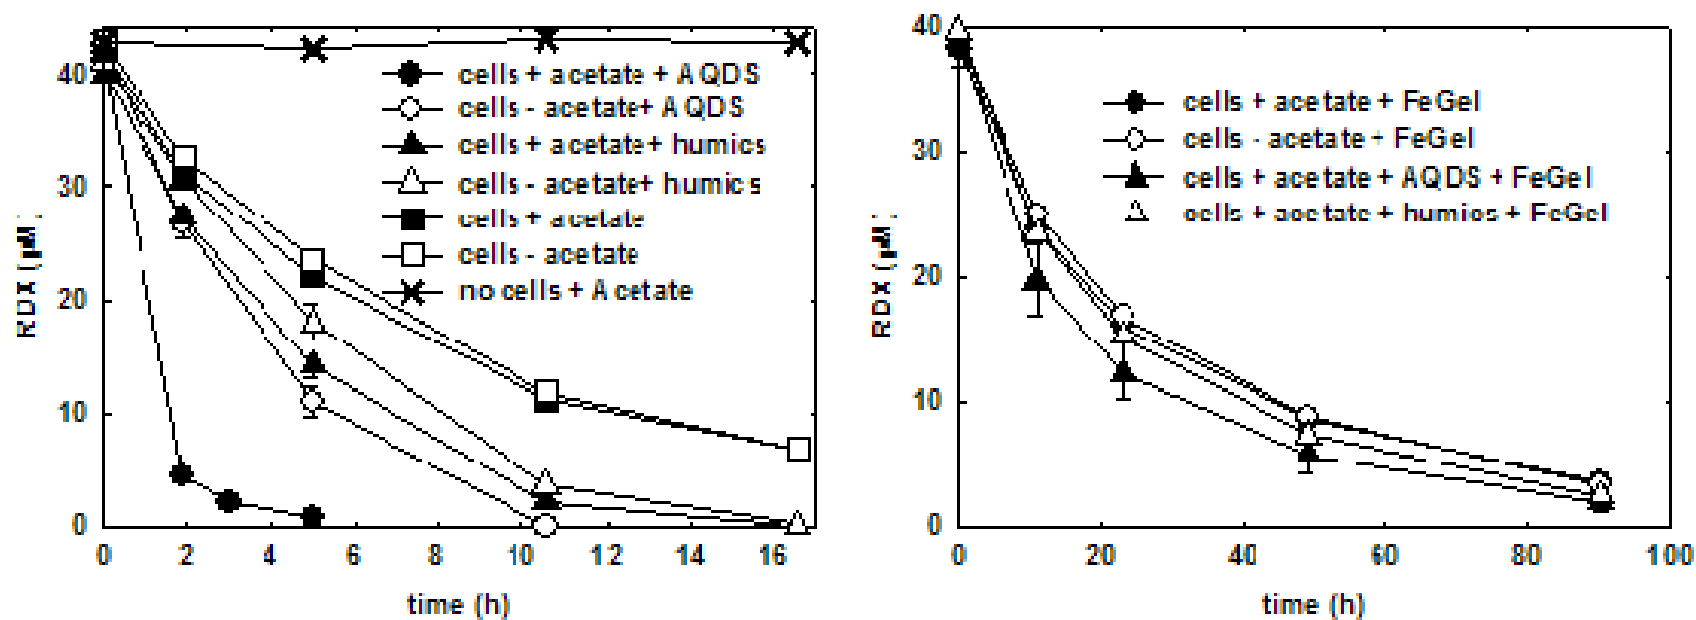 40
30
20
10
0
RDX (µM)
cells + acetate + AQDS
cells - acetate+ AQDS
cells + acetate+ humics
cells - acetate+ humics
cells + acetate
cells - acetate
no cells + Acetate
0 2 4 6 8 10 12 14 16
time (h)
40
30
20
10
0
RDX (µM)
cells + acetate + FeGel
cells - acetate + FeGel
cells + acetate + AQDS + FeGel
cells + acetate + humics + FeGel
0 20 40 60 80 100
time (h)